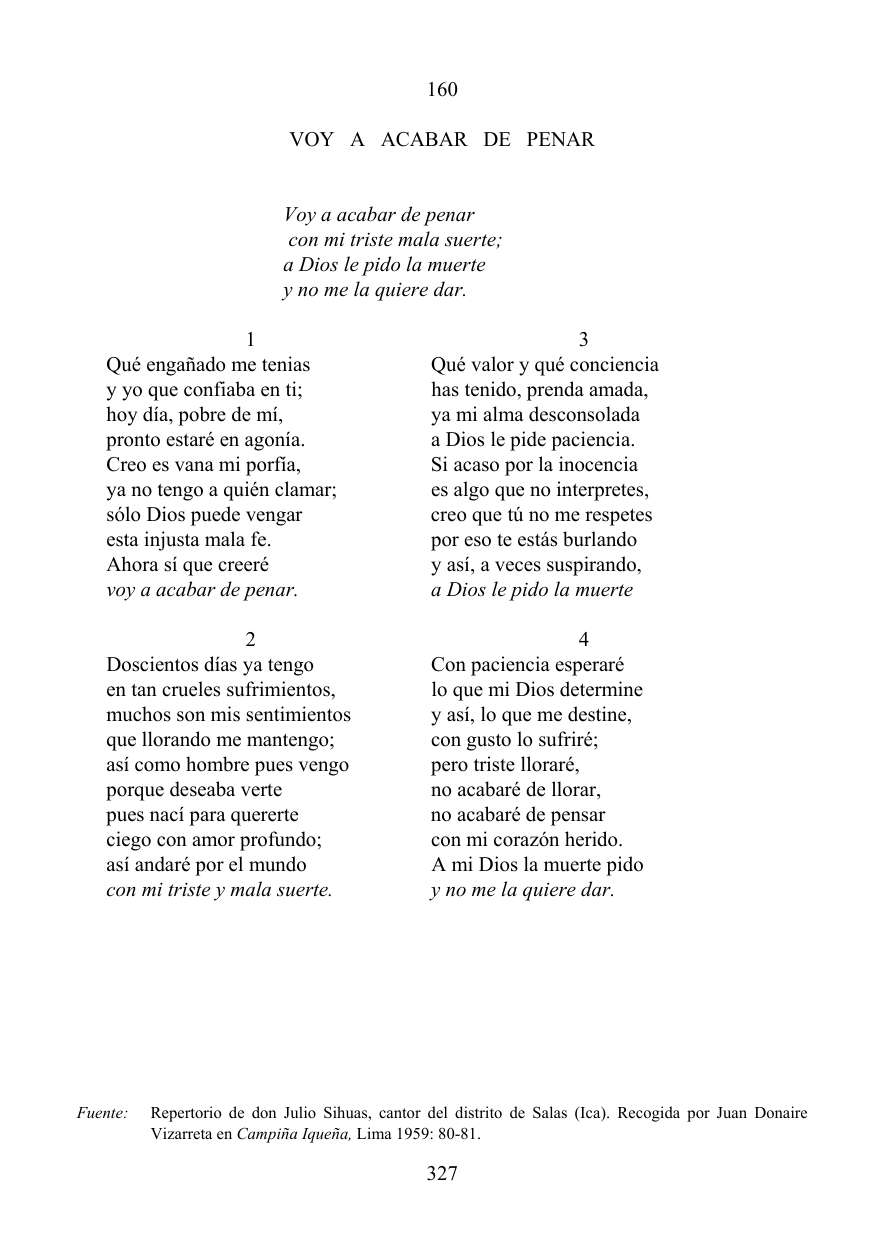 160
VOY A ACABAR DE PENAR
Voy a acabar de penar
con mi triste mala suerte;
a Dios le pido la muerte
y no me la quiere dar.
1
Qué engañado me tenias
y yo que confiaba en ti;
hoy día, pobre de mí,
pronto estaré en agonía.
Creo es vana mi porfía,
ya no tengo a quién clamar;
sólo Dios puede vengar
esta injusta mala fe.
Ahora sí que creeré
voy a acabar de penar.
2
Doscientos días ya tengo
en tan crueles sufrimientos,
muchos son mis sentimientos
que llorando me mantengo;
así como hombre pues vengo
porque deseaba verte
pues nací para quererte
ciego con amor profundo;
así andaré por el mundo
con mi triste y mala suerte.
3
Qué valor y qué conciencia
has tenido, prenda amada,
ya mi alma desconsolada
a Dios le pide paciencia.
Si acaso por la inocencia
es algo que no interpretes,
creo que tú no me respetes
por eso te estás burlando
y así, a veces suspirando,
a Dios le pido la muerte
4
Con paciencia esperaré
lo que mi Dios determine
y así, lo que me destine,
con gusto lo sufriré;
pero triste lloraré,
no acabaré de llorar,
no acabaré de pensar
con mi corazón herido.
A mi Dios la muerte pido
y no me la quiere dar.
Fuente: Repertorio de don Julio Sihuas, cantor del distrito de Salas (Ica). Recogida por Juan Donaire
Vizarreta en Campiña Iqueña, Lima 1959: 80-81.
327